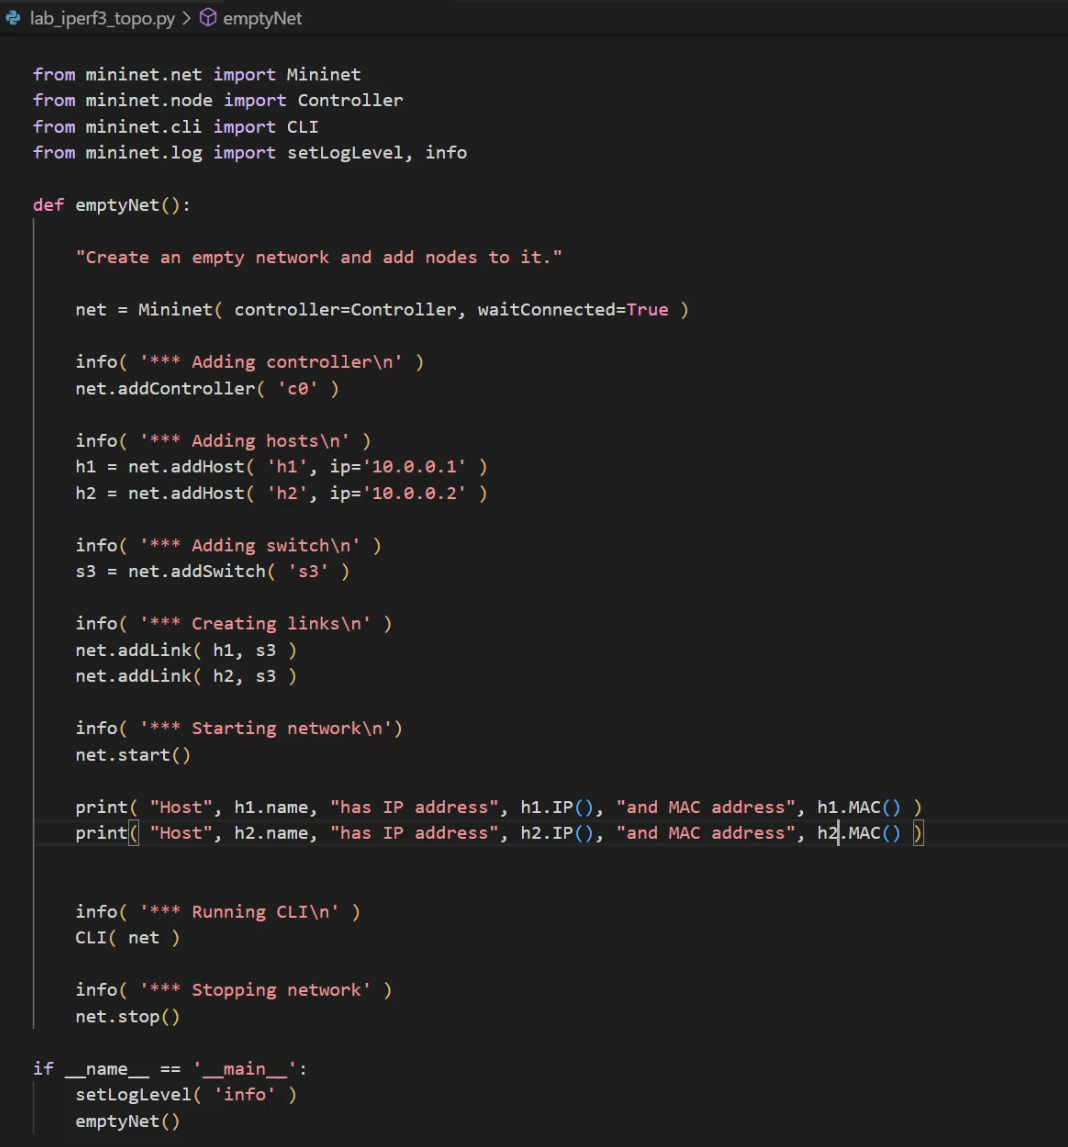 lab_iperf3_topo.py > emptyNet
from mininet.net import Mininet
from mininet.node import Controller
from mininet.cli import CLI
from mininet.log import setLogLevel, info
def emptyNet():
"Create an empty network and add nodes to it."
net = Mininet( controller=Controller, waitConnected=True )
info( '*** Adding controller\n' )
net.addController( 'c0' )
info( '*** Adding hosts\n' )
h1 = net.addHost( 'h1', ip='10.0.0.1' )
h2 = net.addHost( 'h2', ip='10.0.0.2' )
info( '*** Adding switch\n' )
s3 = net.addSwitch( 's3' )
info( '*** Creating links\n' )
net.addLink( h1, s3 )
net.addLink( h2, s3 )
info( '*** Starting network\n')
net.start()
print( "Host", h1.name, "has IP address", h1.IP(), "and MAC address", h1.MAC() )
print( "Host", h2.name, "has IP address", h2.IP(), "and MAC address", h2.MAC() )
info( '*** Running CLI\n' )
CLI( net )
info( '*** Stopping network' )
net.stop()
if __name__ == '__main__':
setLogLevel( 'info' )
emptyNet()